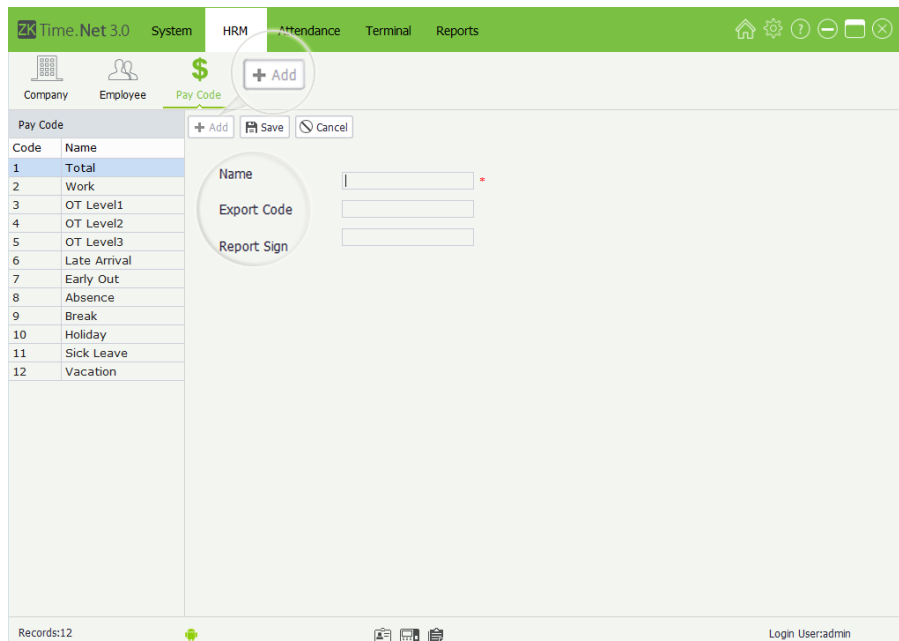 ZK Time.Net 3.0 System HRM Attendance Terminal Reports
+ Add
Company Employee Pay Code
Pay Code
+ Add Save Cancel
Code Name
1 Total
2 Work
3 OT Level1
4 OT Level2
5 OT Level3
6 Late Arrival
7 Early Out
8 Absence
9 Break
10 Holiday
11 Sick Leave
12 Vacation
Name *
Export Code
Report Sign
Records:12 Login User:admin